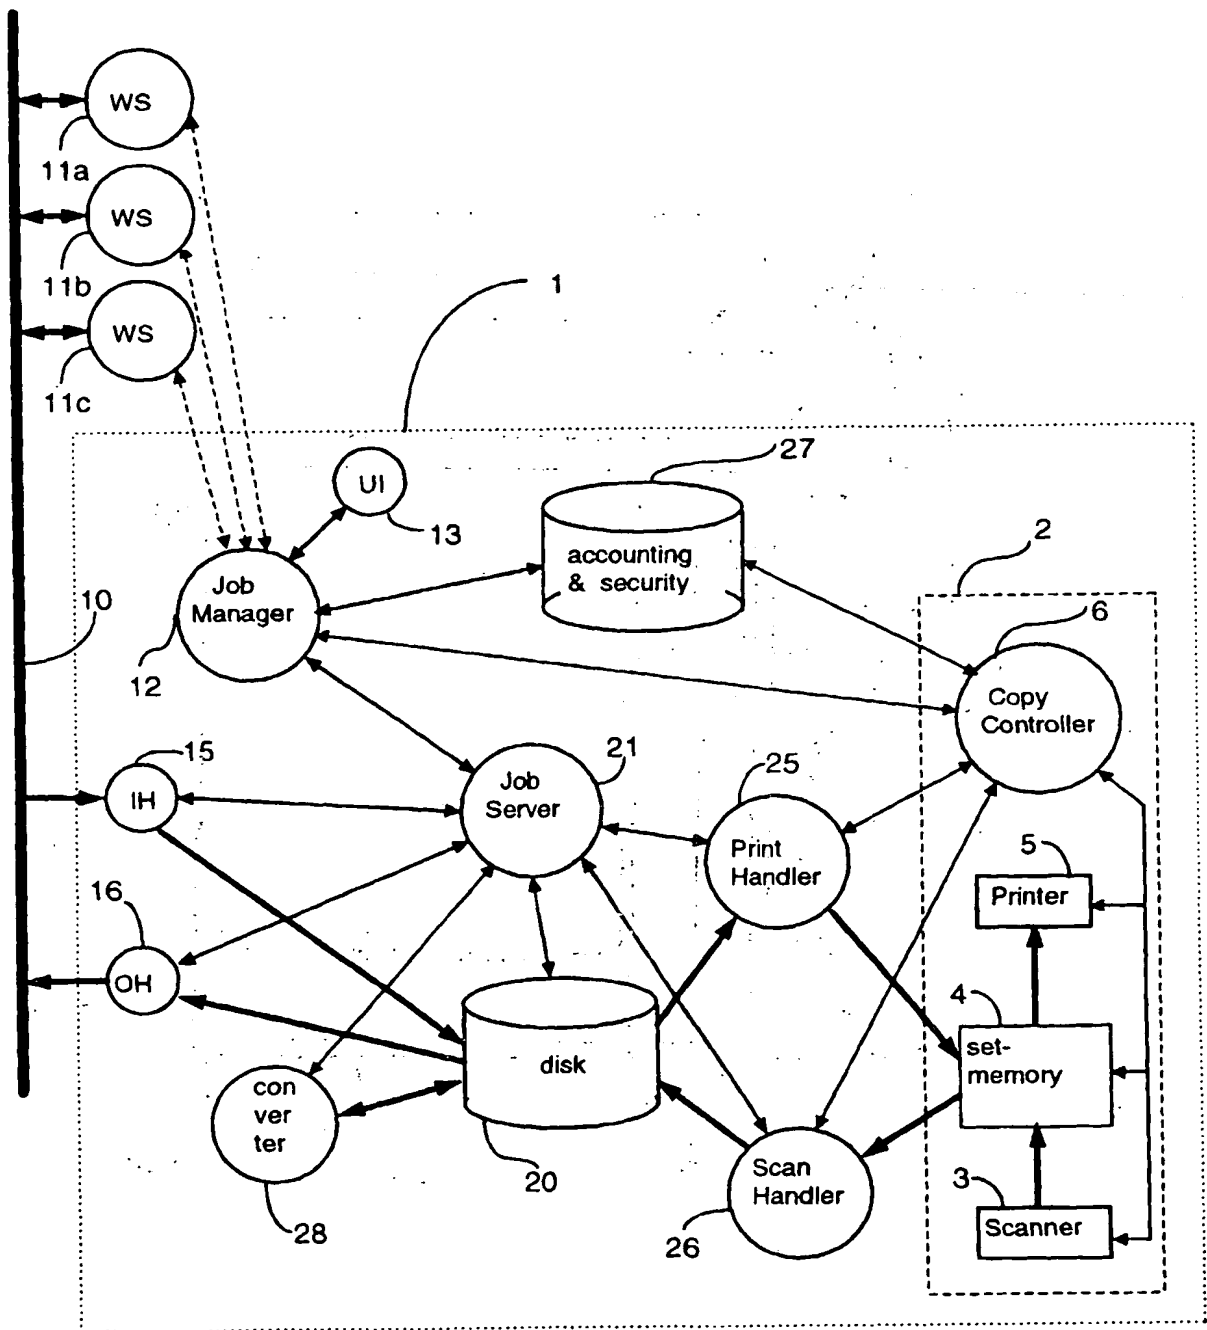 WS
11a
WS
11b
WS
11c
1
UI
13
27
accounting
& security
Job
Manager
12
10
2
6
Copy
Controller
15
IH
Job
Server
21
25
Print
Handler
5
Printer
16
OH
4
set-
memory
disk
20
con
ver
ter
28
Scan
Handler
26
3
Scanner